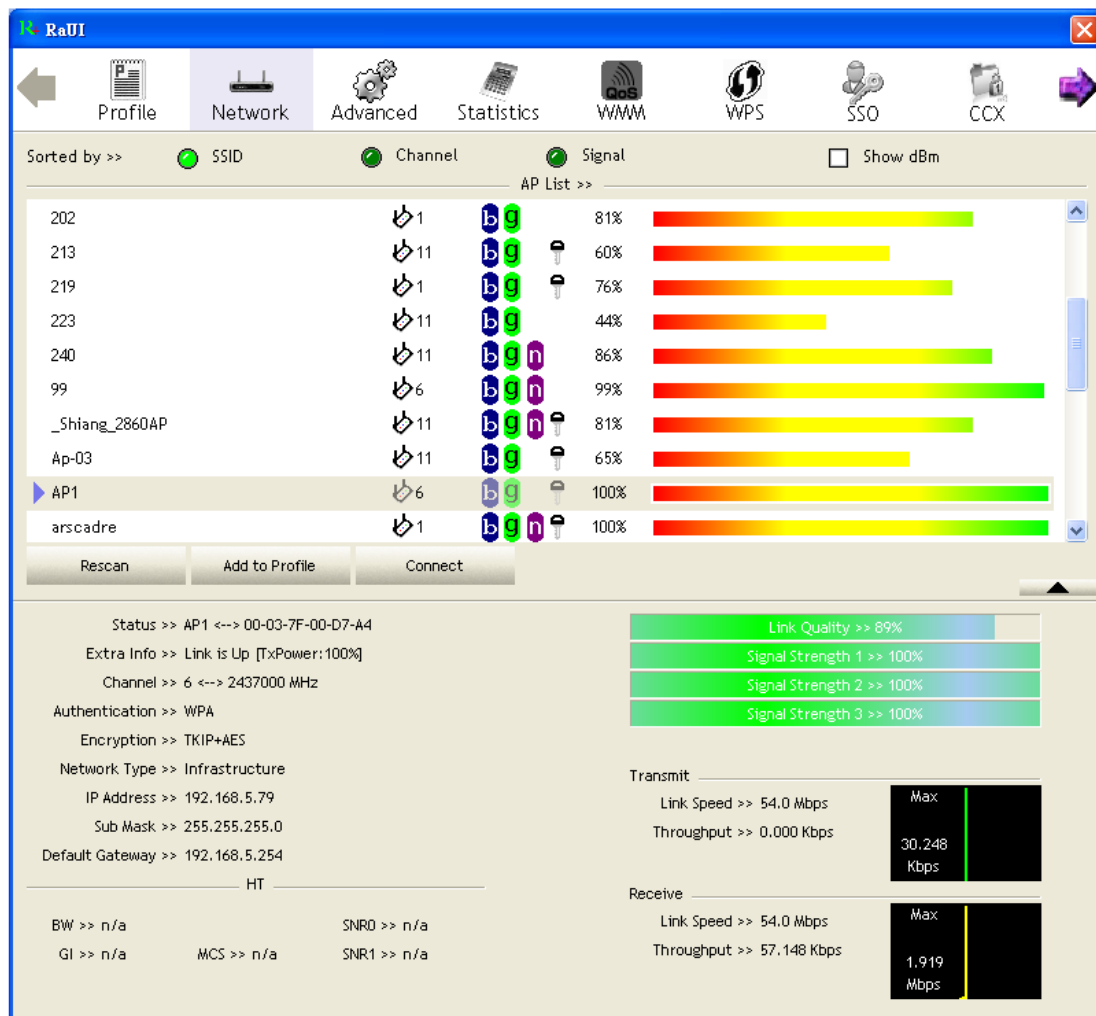 RaUI
Profile Network Advanced Statistics QoS WMM WPS SSO CCX
Sorted by >> SSID Channel Signal Show dBm
AP List >>
202 1 b g 81%
213 11 b g 60%
219 1 b g 76%
223 11 b g 44%
240 11 b g n 86%
99 6 b g n 99%
_Shiang_2860AP 11 b g n 81%
Ap-03 11 b g 65%
AP1 6 b g 100%
arscadre 1 b g n 100%
Rescan Add to Profile Connect
Status >> AP1 <--> 00-03-7F-00-D7-A4
Extra Info >> Link is Up [TxPower:100%]
Channel >> 6 <--> 2437000 MHz
Authentication >> WPA
Encryption >> TKIP+AES
Network Type >> Infrastructure
IP Address >> 192.168.5.79
Sub Mask >> 255.255.255.0
Default Gateway >> 192.168.5.254
HT
BW >> n/a SNR0 >> n/a
GI >> n/a MCS >> n/a SNR1 >> n/a
Link Quality >> 89%
Signal Strength 1 >> 100%
Signal Strength 2 >> 100%
Signal Strength 3 >> 100%
Transmit
Link Speed >> 54.0 Mbps
Throughput >> 0.000 Kbps
Max
30.248
Kbps
Receive
Link Speed >> 54.0 Mbps
Throughput >> 57.148 Kbps
Max
1.919
Mbps